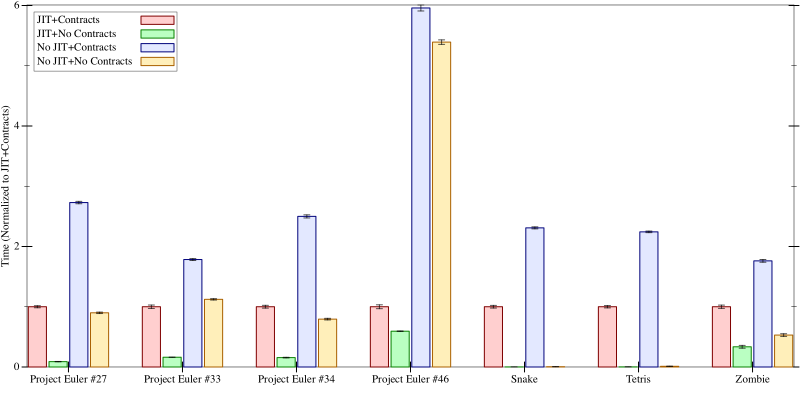 6
JIT+Contracts
JIT+No Contracts
No JIT+Contracts
No JIT+No Contracts
4
Time (Normalized to JIT+Contracts)
2
0
Project Euler #27 Project Euler #33 Project Euler #34 Project Euler #46 Snake Tetris Zombie